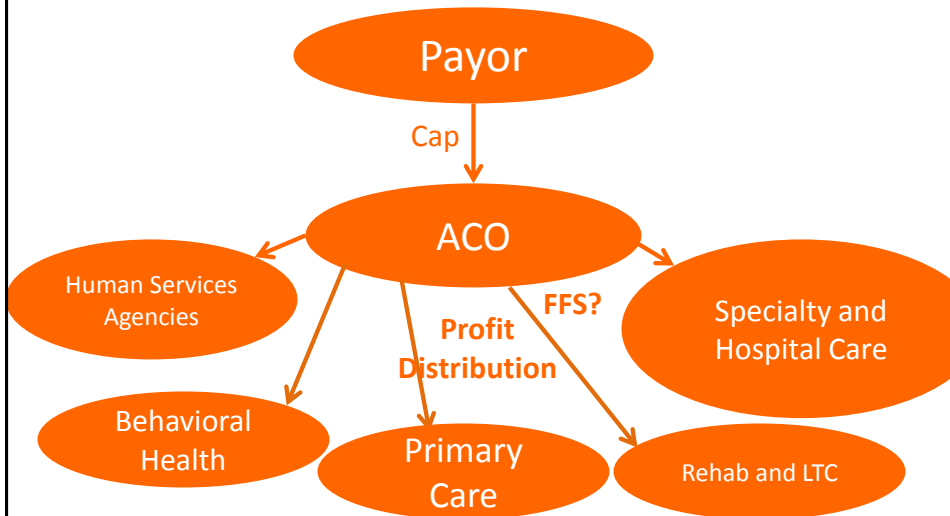 Payor
Cap
ACO
Human Services
Agencies
FFS?
Profit
Distribution
Specialty and
Hospital Care
Behavioral
Health
Primary
Care
Rehab and LTC